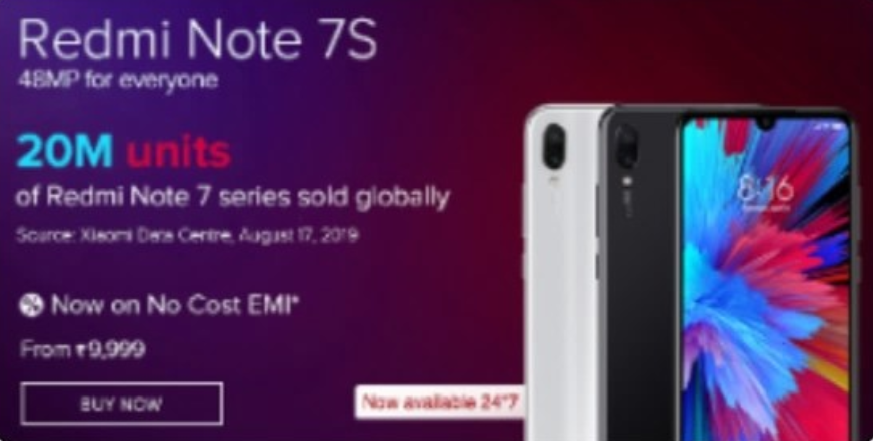 Redmi Note 7S
48MP for everyone
20M units
of Redmi Note 7 series sold globally
Source: Xiaomi Data Centre, August 17, 2019
% Now on No Cost EMI*
From ₹9,999
BUY NOW
Now available 24*7
8:16